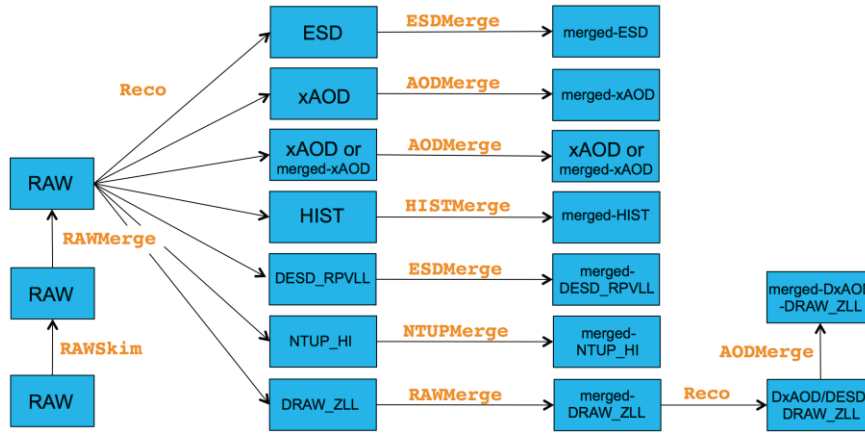 ESD
ESDMerge
merged-ESD
Reco
xAOD
AODMerge
merged-xAOD
xAOD or
merged-xAOD
AODMerge
xAOD or
merged-xAOD
RAW
HIST
HISTMerge
merged-HIST
RAWMerge
DESD_RPVLL
ESDMerge
merged-
DESD_RPVLL
RAW
merged-DxAOD
-DRAW_ZLL
RAWSkim
NTUP_HI
NTUPMerge
merged-
NTUP_HI
AODMerge
RAW
DRAW_ZLL
RAWMerge
merged-
DRAW_ZLL
Reco
DxAOD/DESD
DRAW_ZLL